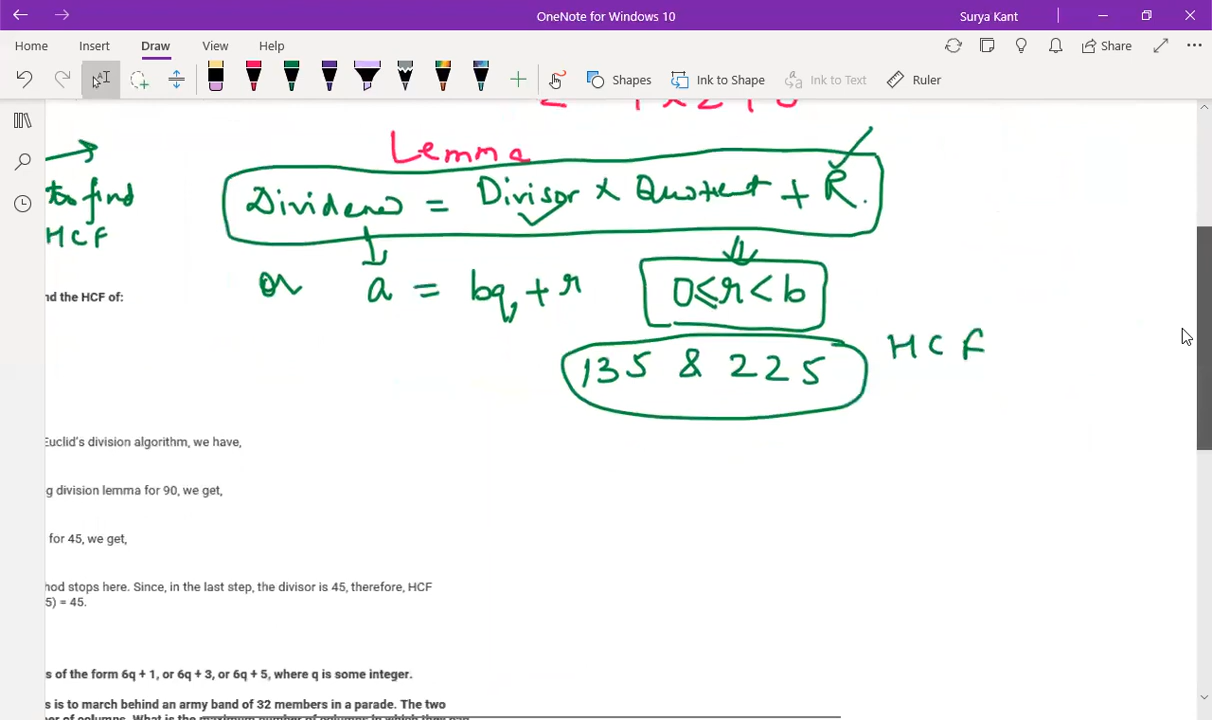 OneNote for Windows 10
Surya Kant
Home Insert Draw View Help
Share
Shapes Ink to Shape Ink to Text Ruler
Lemma
Dividend = Divisor × Quotient + R.
to find
HCF
or a = bq + r 0 ≤ r < b
nd the HCF of:
135 & 225 HCF
Euclid's division algorithm, we have,
g division lemma for 90, we get,
for 45, we get,
hod stops here. Since, in the last step, the divisor is 45, therefore, HCF
5) = 45.
s of the form 6q + 1, or 6q + 3, or 6q + 5, where q is some integer.
s is to march behind an army band of 32 members in a parade. The two